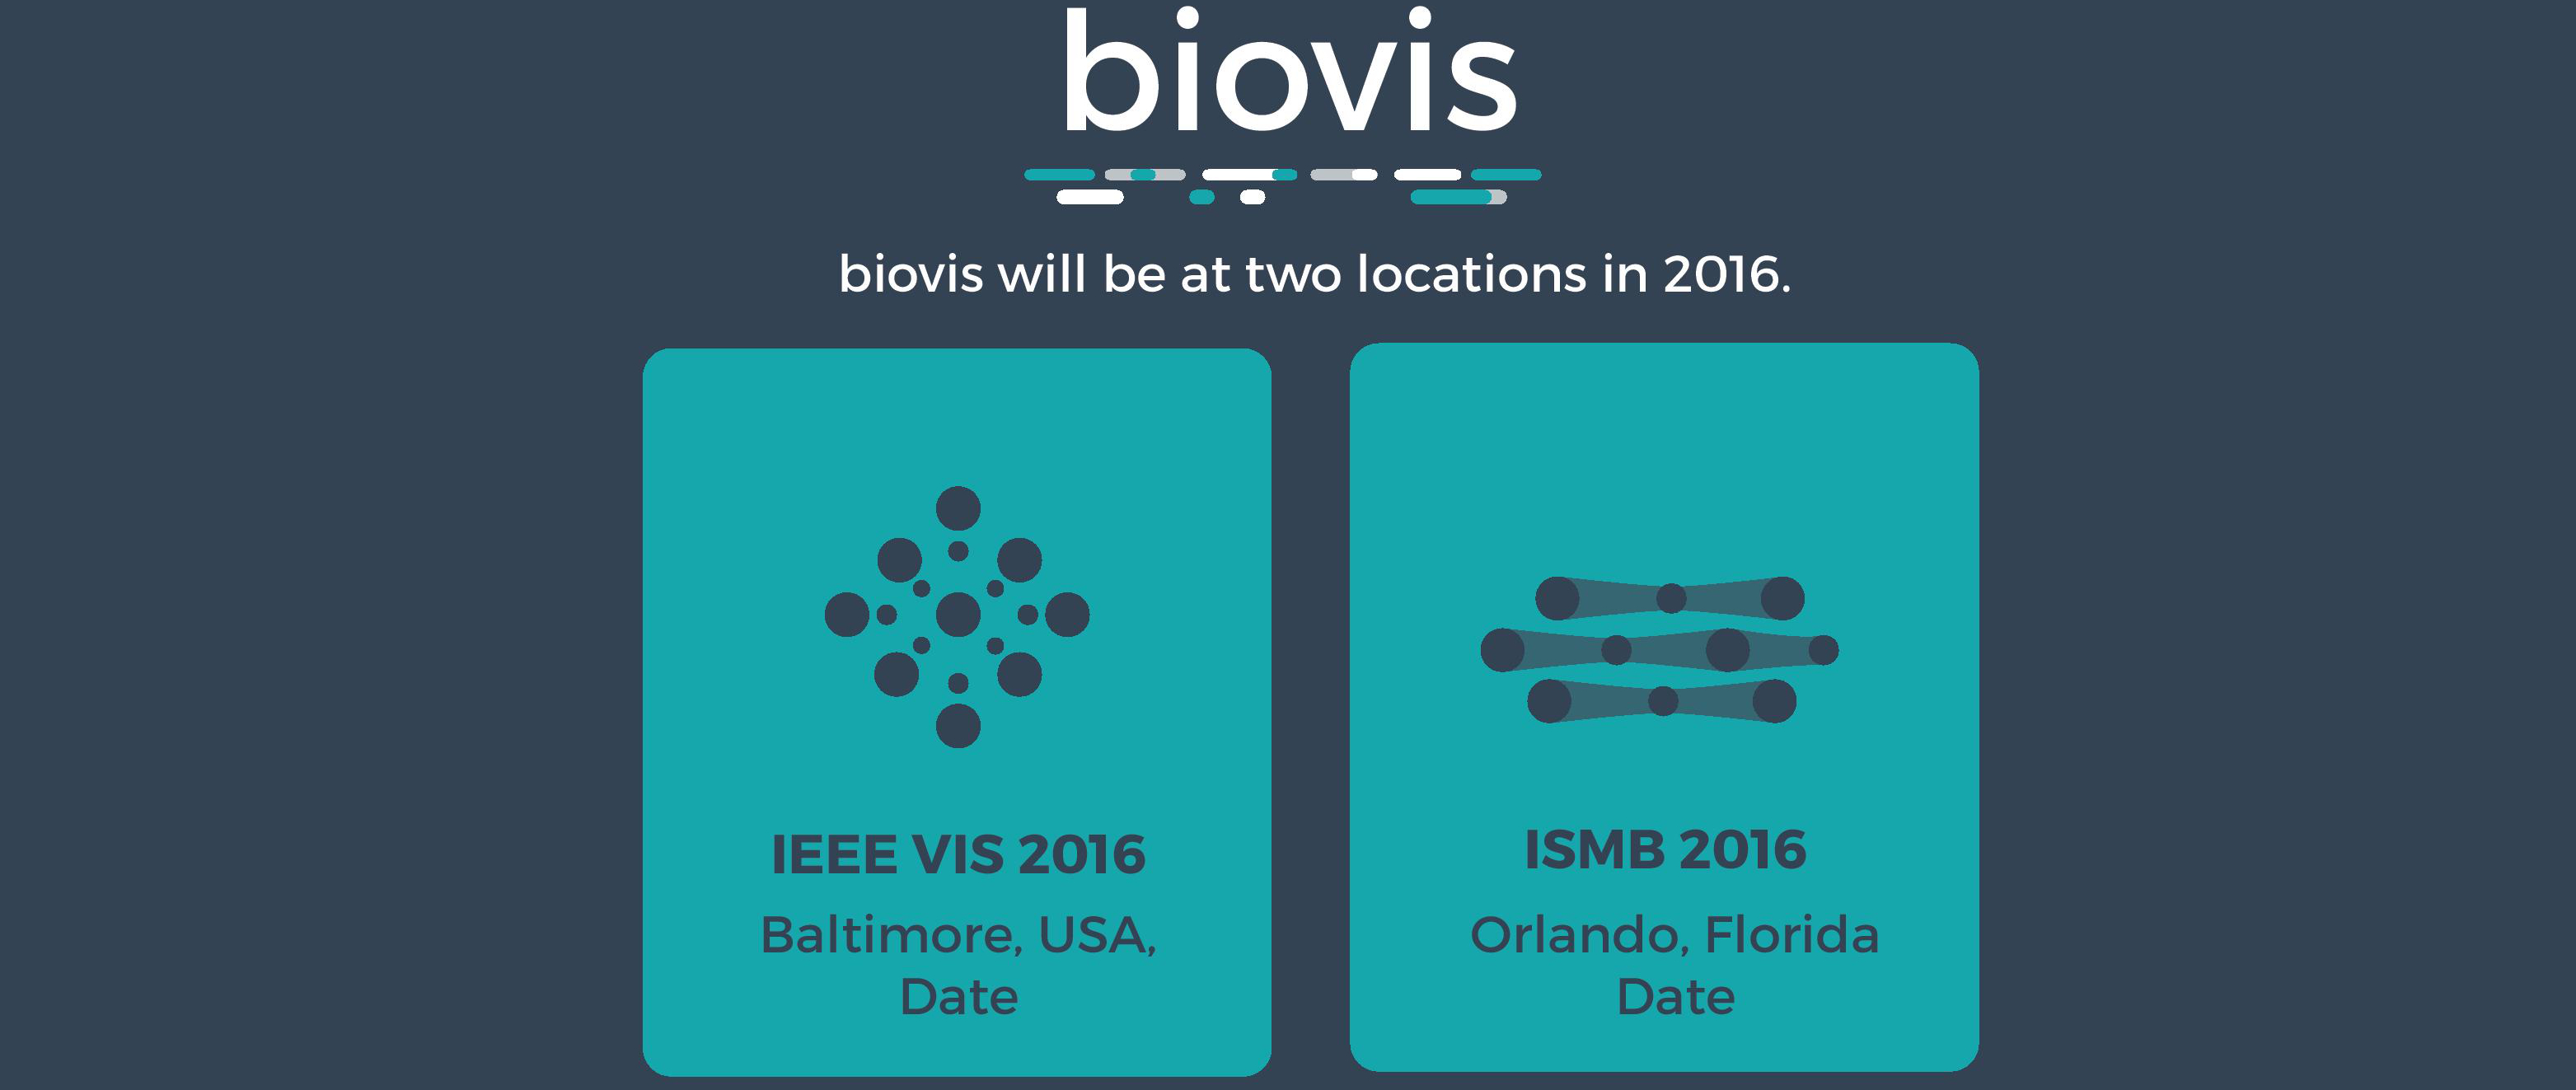 biovis
biovis will be at two locations in 2016.
IEEE VIS 2016
Baltimore, USA,
Date
ISMB 2016
Orlando, Florida
Date